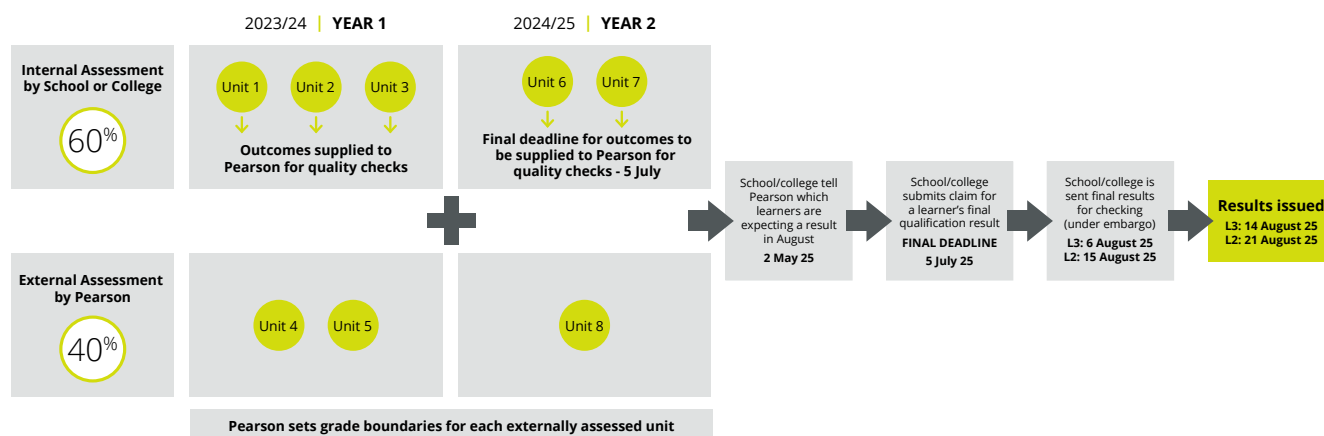 2023/24 | YEAR 1
2024/25 | YEAR 2
Internal Assessment
by School or College
60%
Unit 1
Unit 2
Unit 3
Outcomes supplied to
Pearson for quality checks
Unit 6
Unit 7
Final deadline for outcomes to
be supplied to Pearson for
quality checks - 5 July
External Assessment
by Pearson
40%
Unit 4
Unit 5
Unit 8
Pearson sets grade boundaries for each externally assessed unit
School/college tell
Pearson which
learners are
expecting a result
in August
2 May 25
School/college
submits claim for
a learner’s final
qualification result
FINAL DEADLINE
5 July 25
School/college is
sent final results
for checking
(under embargo)
L3: 6 August 25
L2: 15 August 25
Results issued
L3: 14 August 25
L2: 21 August 25